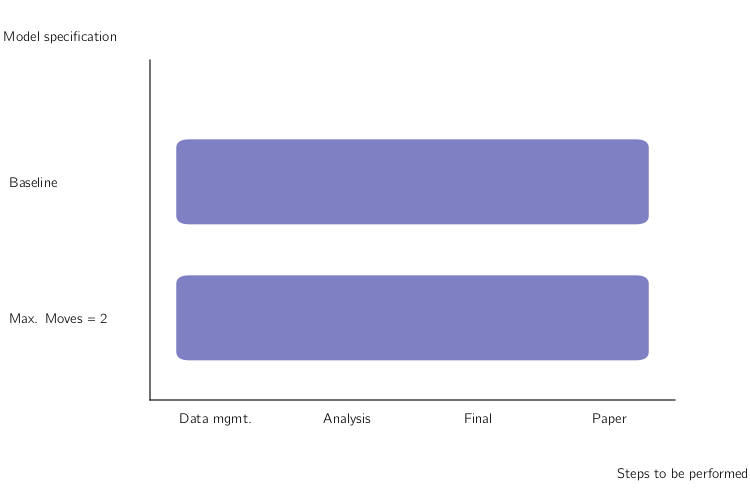 Model specification
Baseline
Max. Moves = 2
Data mgmt. Analysis Final Paper
Steps to be performed